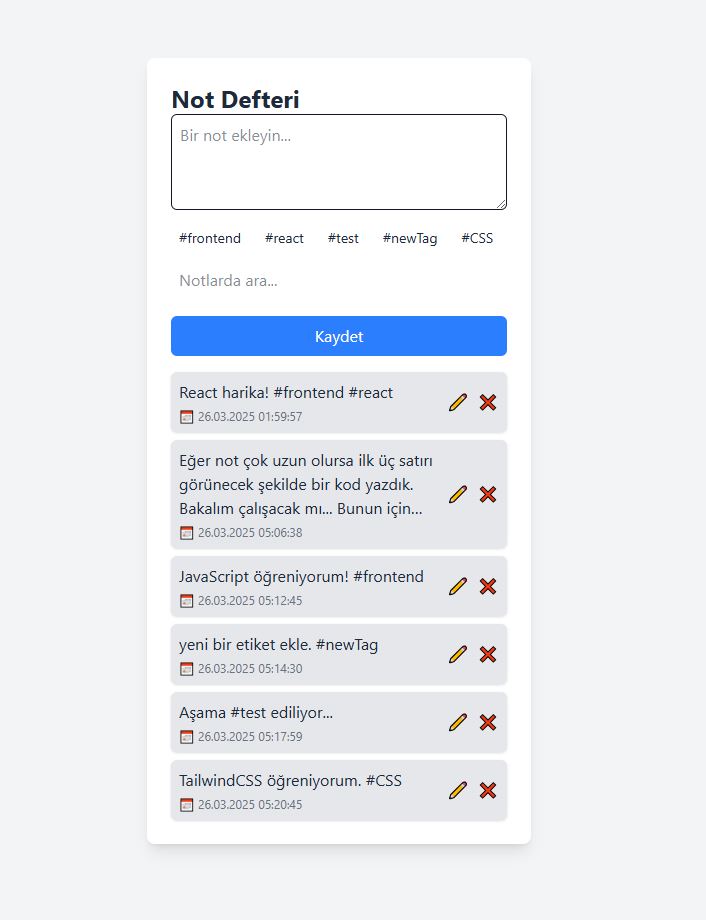 Not Defteri
Bir not ekleyin...
#frontend #react #test #newTag #CSS
Notlarda ara...
Kaydet
React harika! #frontend #react
26.03.2025 01:59:57
Eğer not çok uzun olursa ilk üç satırı
görünecek şekilde bir kod yazdık.
Bakalım çalışacak mı... Bunun için...
26.03.2025 05:06:38
JavaScript öğreniyorum! #frontend
26.03.2025 05:12:45
yeni bir etiket ekle. #newTag
26.03.2025 05:14:30
Aşama #test ediliyor...
26.03.2025 05:17:59
TailwindCSS öğreniyorum. #CSS
26.03.2025 05:20:45